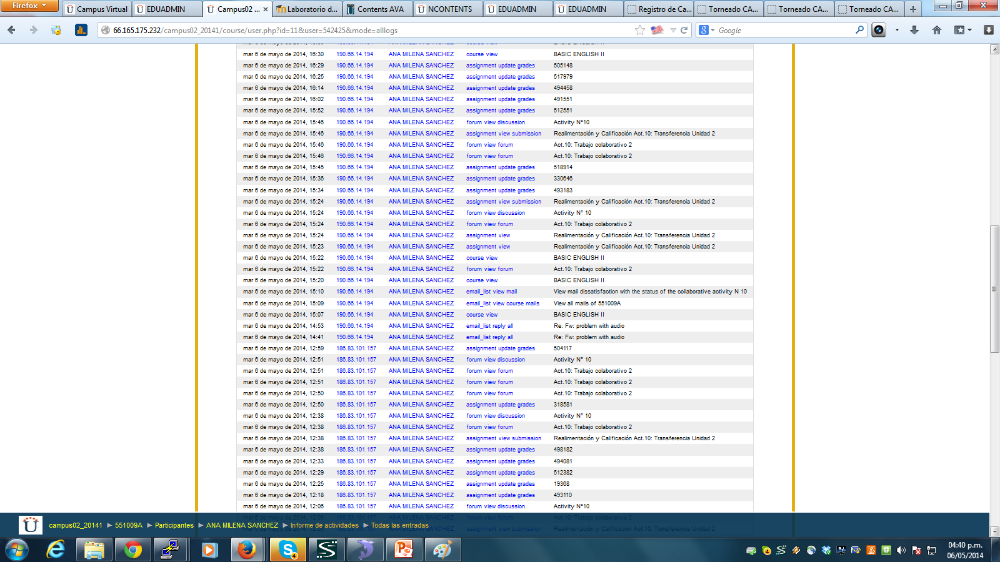 Firefox
Campus Virtual
EDUADMIN
Campus02 ...
Laboratorio d...
Contents AVA
NCONTENTS
EDUADMIN
EDUADMIN
Registro de Ca...
Torneado CA...
Torneado CA...
Torneado CA...
66.165.175.232/campus02_20141/course/user.php?id=11&user=542425&mode=alllogs
Google
mar 6 de mayo de 2014, 16:30 190.66.14.194 ANA MILENA SANCHEZ course view BASIC ENGLISH II
mar 6 de mayo de 2014, 16:29 190.66.14.194 ANA MILENA SANCHEZ assignment update grades 505148
mar 6 de mayo de 2014, 16:25 190.66.14.194 ANA MILENA SANCHEZ assignment update grades 517979
mar 6 de mayo de 2014, 16:14 190.66.14.194 ANA MILENA SANCHEZ assignment update grades 494458
mar 6 de mayo de 2014, 16:02 190.66.14.194 ANA MILENA SANCHEZ assignment update grades 491551
mar 6 de mayo de 2014, 15:52 190.66.14.194 ANA MILENA SANCHEZ assignment update grades 512551
mar 6 de mayo de 2014, 15:46 190.66.14.194 ANA MILENA SANCHEZ forum view discussion Activity N°10
mar 6 de mayo de 2014, 15:46 190.66.14.194 ANA MILENA SANCHEZ assignment view submission Realimentación y Calificación Act.10: Transferencia Unidad 2
mar 6 de mayo de 2014, 15:46 190.66.14.194 ANA MILENA SANCHEZ forum view forum Act.10: Trabajo colaborativo 2
mar 6 de mayo de 2014, 15:46 190.66.14.194 ANA MILENA SANCHEZ forum view forum Act.10: Trabajo colaborativo 2
mar 6 de mayo de 2014, 15:45 190.66.14.194 ANA MILENA SANCHEZ assignment update grades 518914
mar 6 de mayo de 2014, 15:36 190.66.14.194 ANA MILENA SANCHEZ assignment update grades 330646
mar 6 de mayo de 2014, 15:34 190.66.14.194 ANA MILENA SANCHEZ assignment update grades 493183
mar 6 de mayo de 2014, 15:24 190.66.14.194 ANA MILENA SANCHEZ assignment view submission Realimentación y Calificación Act.10: Transferencia Unidad 2
mar 6 de mayo de 2014, 15:24 190.66.14.194 ANA MILENA SANCHEZ forum view discussion Activity N° 10
mar 6 de mayo de 2014, 15:24 190.66.14.194 ANA MILENA SANCHEZ forum view forum Act.10: Trabajo colaborativo 2
mar 6 de mayo de 2014, 15:24 190.66.14.194 ANA MILENA SANCHEZ assignment view Realimentación y Calificación Act.10: Transferencia Unidad 2
mar 6 de mayo de 2014, 15:23 190.66.14.194 ANA MILENA SANCHEZ assignment view Realimentación y Calificación Act.10: Transferencia Unidad 2
mar 6 de mayo de 2014, 15:22 190.66.14.194 ANA MILENA SANCHEZ course view BASIC ENGLISH II
mar 6 de mayo de 2014, 15:22 190.66.14.194 ANA MILENA SANCHEZ forum view forum Act.10: Trabajo colaborativo 2
mar 6 de mayo de 2014, 15:20 190.66.14.194 ANA MILENA SANCHEZ course view BASIC ENGLISH II
mar 6 de mayo de 2014, 15:10 190.66.14.194 ANA MILENA SANCHEZ email_list view mail View mail dissatisfaction with the status of the collaborative activity N 10
mar 6 de mayo de 2014, 15:09 190.66.14.194 ANA MILENA SANCHEZ email_list view course mails View all mails of 551009A
mar 6 de mayo de 2014, 15:07 190.66.14.194 ANA MILENA SANCHEZ course view BASIC ENGLISH II
mar 6 de mayo de 2014, 14:53 190.66.14.194 ANA MILENA SANCHEZ email_list reply all Re: Fw: problem with audio
mar 6 de mayo de 2014, 14:41 190.66.14.194 ANA MILENA SANCHEZ email_list reply all Re: Fw: problem with audio
mar 6 de mayo de 2014, 12:59 186.83.101.157 ANA MILENA SANCHEZ assignment update grades 504117
mar 6 de mayo de 2014, 12:51 186.83.101.157 ANA MILENA SANCHEZ forum view discussion Activity N° 10
mar 6 de mayo de 2014, 12:51 186.83.101.157 ANA MILENA SANCHEZ forum view forum Act.10: Trabajo colaborativo 2
mar 6 de mayo de 2014, 12:51 186.83.101.157 ANA MILENA SANCHEZ forum view forum Act.10: Trabajo colaborativo 2
mar 6 de mayo de 2014, 12:50 186.83.101.157 ANA MILENA SANCHEZ forum view forum Act.10: Trabajo colaborativo 2
mar 6 de mayo de 2014, 12:50 186.83.101.157 ANA MILENA SANCHEZ assignment update grades 318581
mar 6 de mayo de 2014, 12:38 186.83.101.157 ANA MILENA SANCHEZ forum view discussion Activity N° 10
mar 6 de mayo de 2014, 12:38 186.83.101.157 ANA MILENA SANCHEZ forum view forum Act.10: Trabajo colaborativo 2
mar 6 de mayo de 2014, 12:38 186.83.101.157 ANA MILENA SANCHEZ assignment view submission Realimentación y Calificación Act.10: Transferencia Unidad 2
mar 6 de mayo de 2014, 12:38 186.83.101.157 ANA MILENA SANCHEZ assignment update grades 498182
mar 6 de mayo de 2014, 12:33 186.83.101.157 ANA MILENA SANCHEZ assignment update grades 494081
mar 6 de mayo de 2014, 12:29 186.83.101.157 ANA MILENA SANCHEZ assignment update grades 512382
mar 6 de mayo de 2014, 12:25 186.83.101.157 ANA MILENA SANCHEZ assignment update grades 19368
mar 6 de mayo de 2014, 12:18 186.83.101.157 ANA MILENA SANCHEZ assignment update grades 493110
mar 6 de mayo de 2014, 12:06 186.83.101.157 ANA MILENA SANCHEZ forum view discussion Activity N°10
campus02_20141 ► 551009A ► Participantes ► ANA MILENA SANCHEZ ► Informe de actividades ► Todas las entradas
04:40 p.m.
06/05/2014